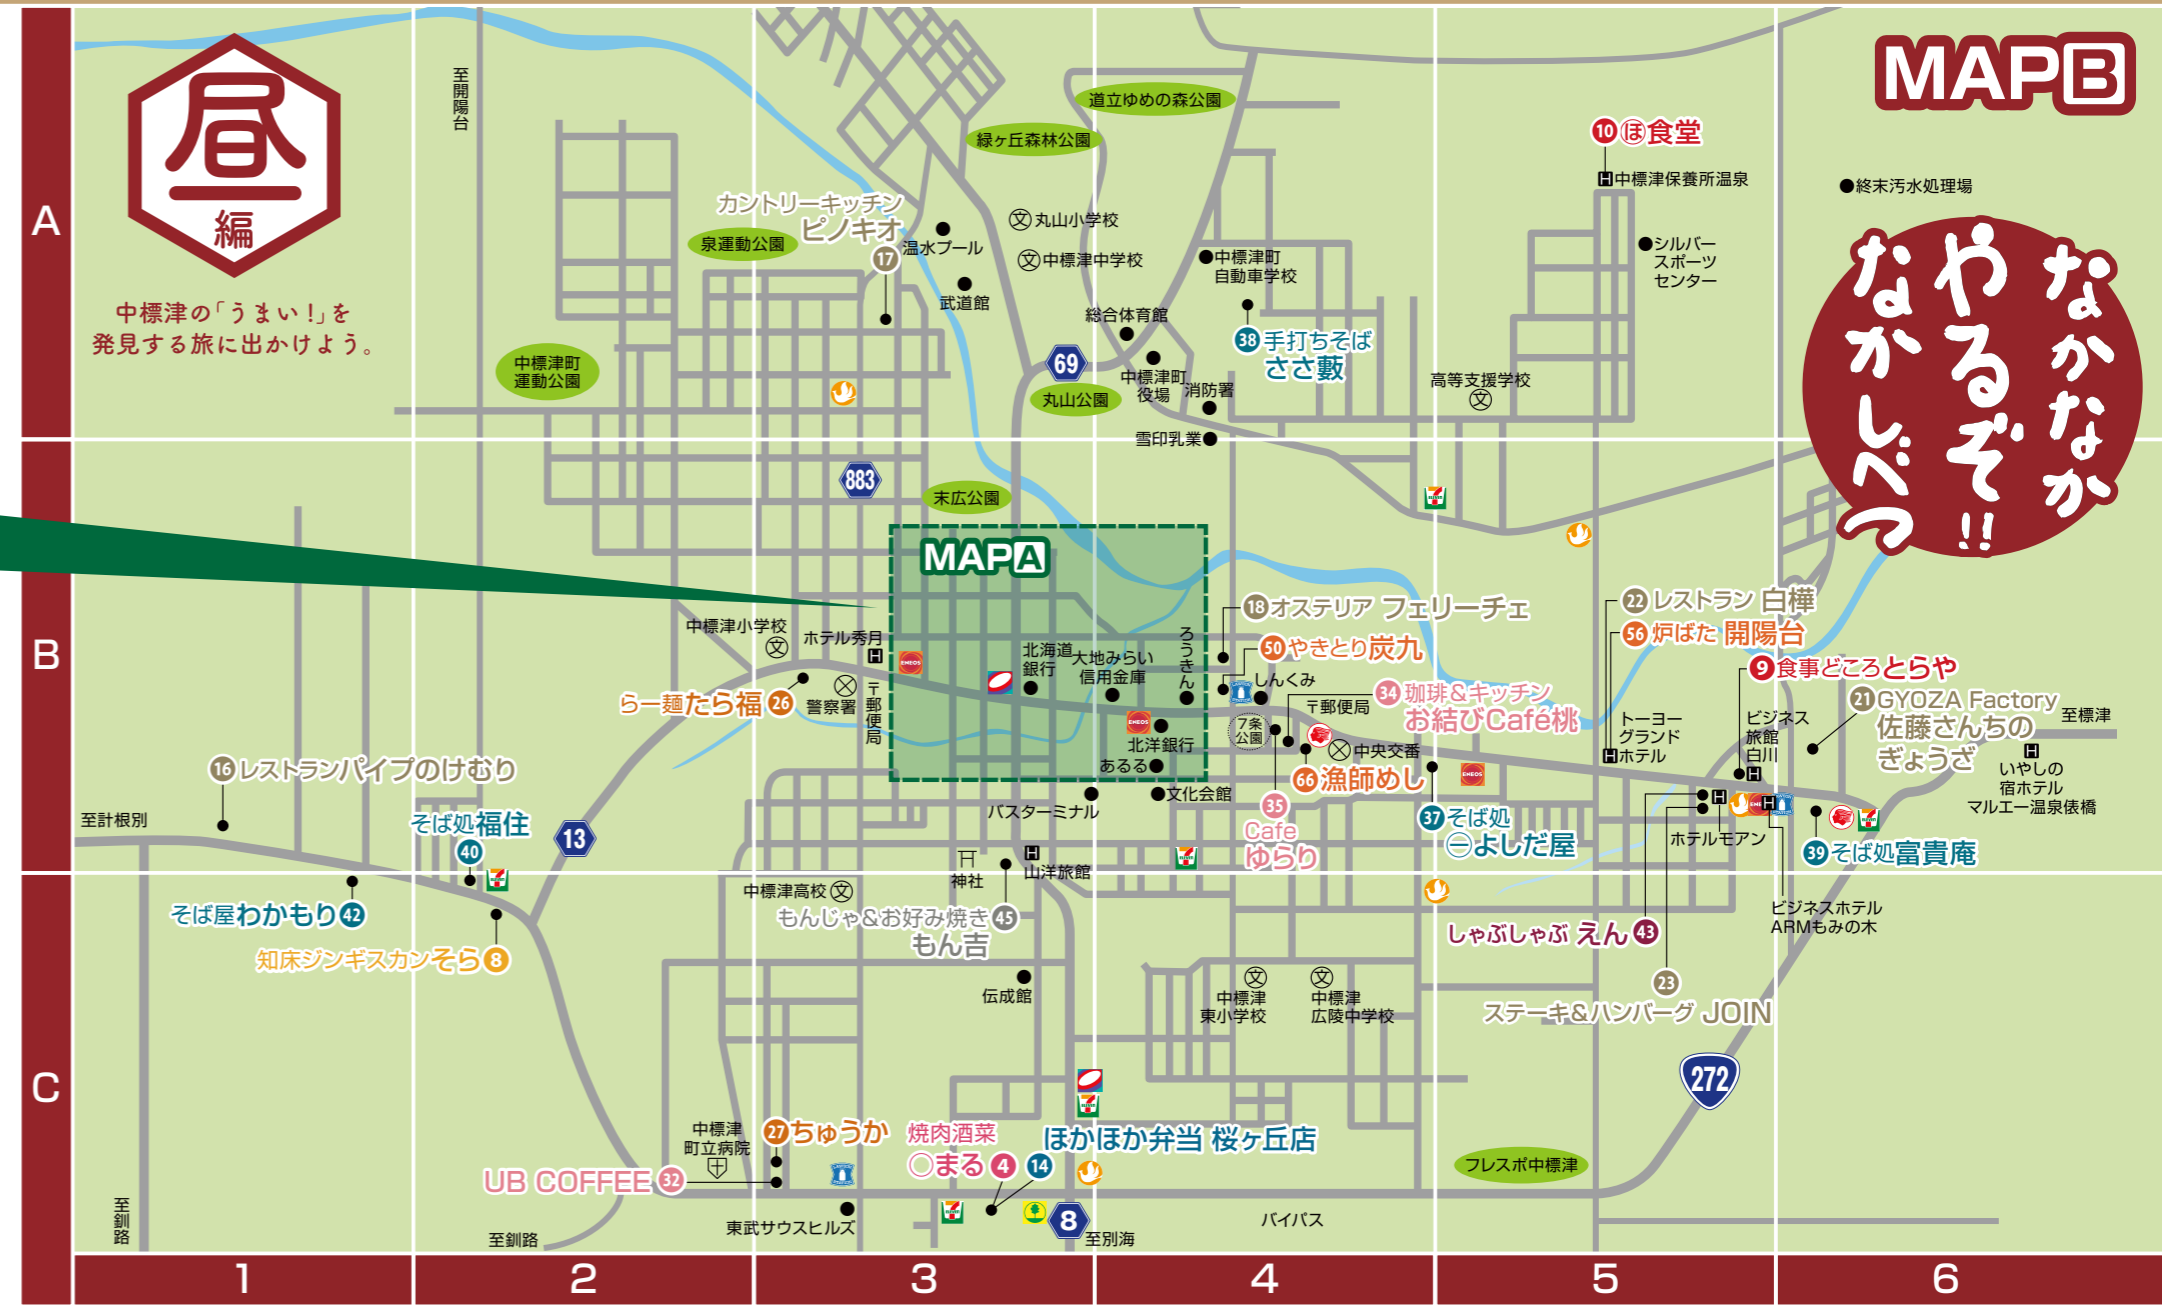 MAP B
昼
編
中標津の「うまい！」を
発見する旅に出かけよう。
なかなか
やるぞ!!
なかしべつ
A
B
C
1
2
3
4
5
6
至開陽台
道立ゆめの森公園
緑ヶ丘森林公園
10 ほ 食堂
中標津保養所温泉
終末汚水処理場
カントリーキッチン
ピノキオ
17
泉運動公園
温水プール
武道館
文 丸山小学校
文 中標津中学校
中標津町
自動車学校
シルバー
スポーツ
センター
総合体育館
38 手打ちそば
ささ藪
中標津町
運動公園
69
丸山公園
中標津町
役場
消防署
高等支援学校
文
雪印乳業
883
末広公園
MAP A
中標津小学校
文
ホテル秀月
H
ENEOS
北海道
銀行
大地みらい
信用金庫
ろうきん
18 オステリア フェリーチェ
50 やきとり 炭九
しんくみ
22 レストラン 白樺
56 炉ばた 開陽台
9 食事どころ とらや
21 GYOZA Factory
佐藤さんちの
ぎょうざ
至標津
らー麺 たら福 26
警察署
〒郵便局
ENEOS
北洋銀行
あるる
7条
公園
〒郵便局
34 珈琲&キッチン
お結びCafé桃
中央交番
66 漁師めし
トーヨー
グランド
H ホテル
ビジネス
旅館
白川
H
H
いやしの
宿ホテル
マルエー温泉俵橋
16 レストランパイプのけむり
至計根別
そば処 福住
40
13
バスターミナル
文化会館
35
Cafe
ゆらり
37 そば処
㊀よしだ屋
ENEOS
ホテルモアン
39 そば処 富貴庵
神社
H
山洋旅館
そば屋 わかもり 42
知床ジンギスカン そら 8
中標津高校 文
もんじゃ&お好み焼き 45
もん吉
伝成館
文
中標津
東小学校
文
中標津
広陵中学校
しゃぶしゃぶ えん 43
ビジネスホテル
ARMもみの木
23
ステーキ&ハンバーグ JOIN
272
中標津
町立病院
27 ちゅうか
焼肉酒菜
○まる 4
14
ほかほか弁当 桜ヶ丘店
UB COFFEE 32
フレスポ中標津
東武サウスヒルズ
8
至別海
バイパス
至釧路
至釧路